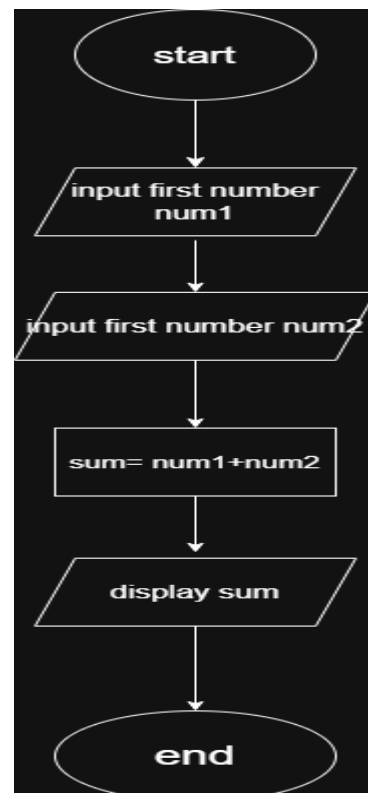 start
input first number
num1
input first number num2
sum= num1+num2
display sum
end